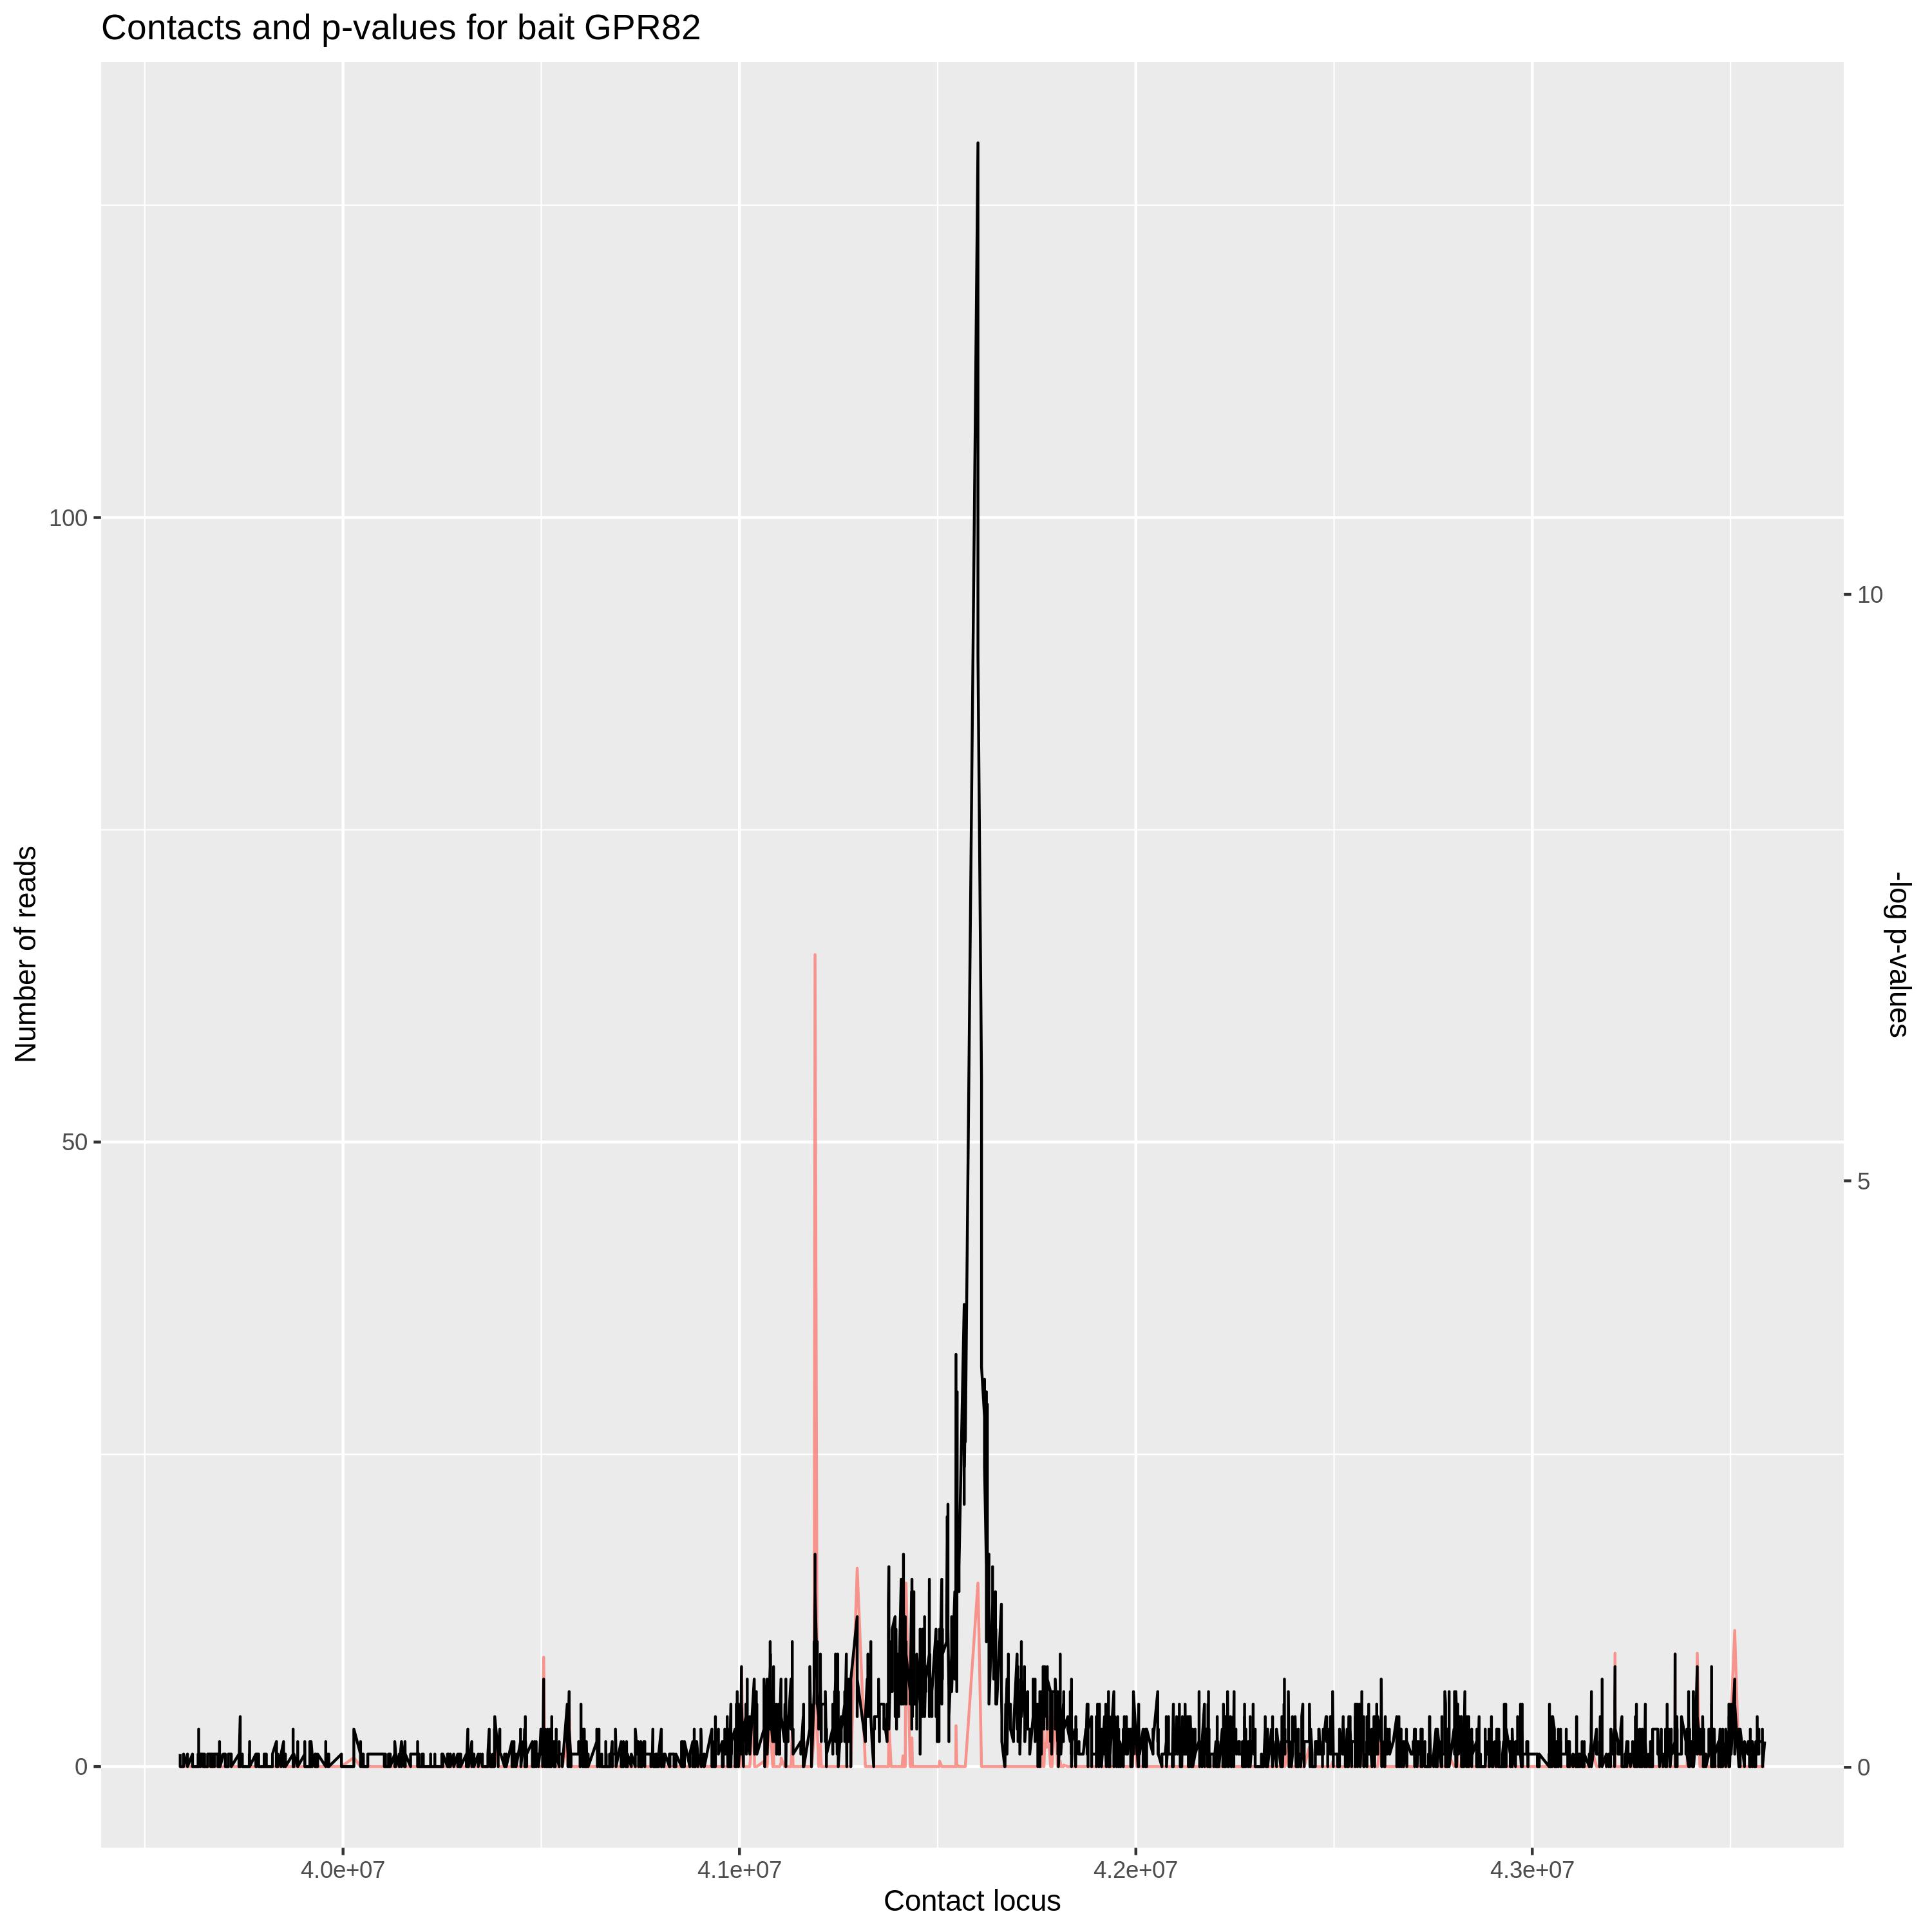 Contacts and p-values for bait GPR82
100
50
0
Number of reads
10
5
0
-log p-values
4.0e+07
4.1e+07
4.2e+07
4.3e+07
Contact locus